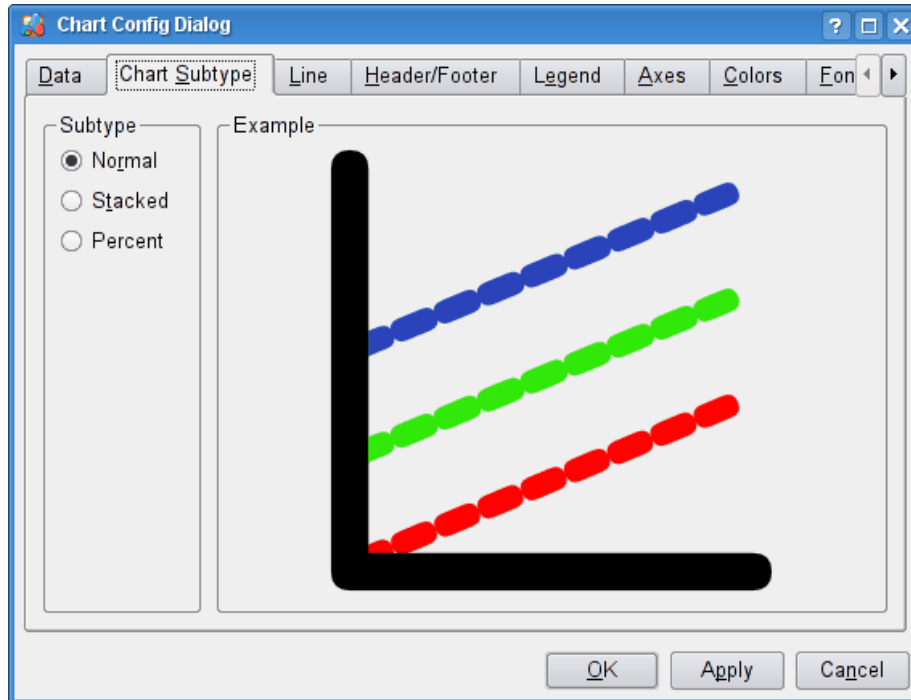 Chart Config Dialog
Data Chart Subtype Line Header/Footer Legend Axes Colors Fon
Subtype Example
Normal
Stacked
Percent
OK Apply Cancel